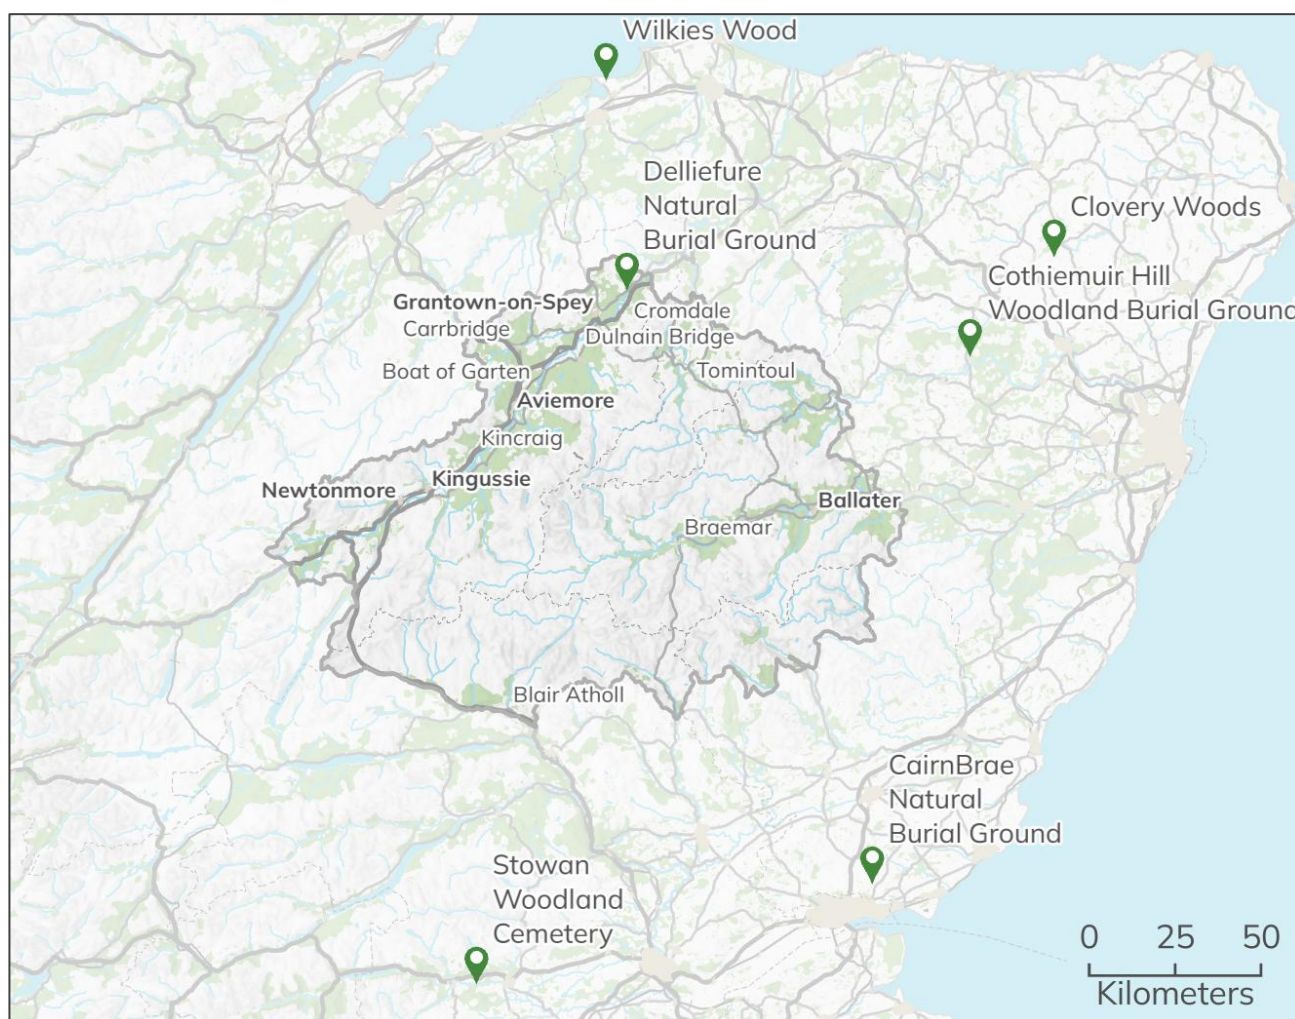 Wilkies Wood
Delliefure
Natural
Burial Ground
Clovery Woods
Cothiemuir Hill
Woodland Burial Ground
Grantown-on-Spey
Cromdale
Carrbridge
Dulnain Bridge
Boat of Garten
Tomintoul
Aviemore
Kincraig
Kingussie
Newtonmore
Ballater
Braemar
Blair Atholl
CairnBrae
Natural
Burial Ground
Stowan
Woodland
Cemetery
0 25 50
Kilometers